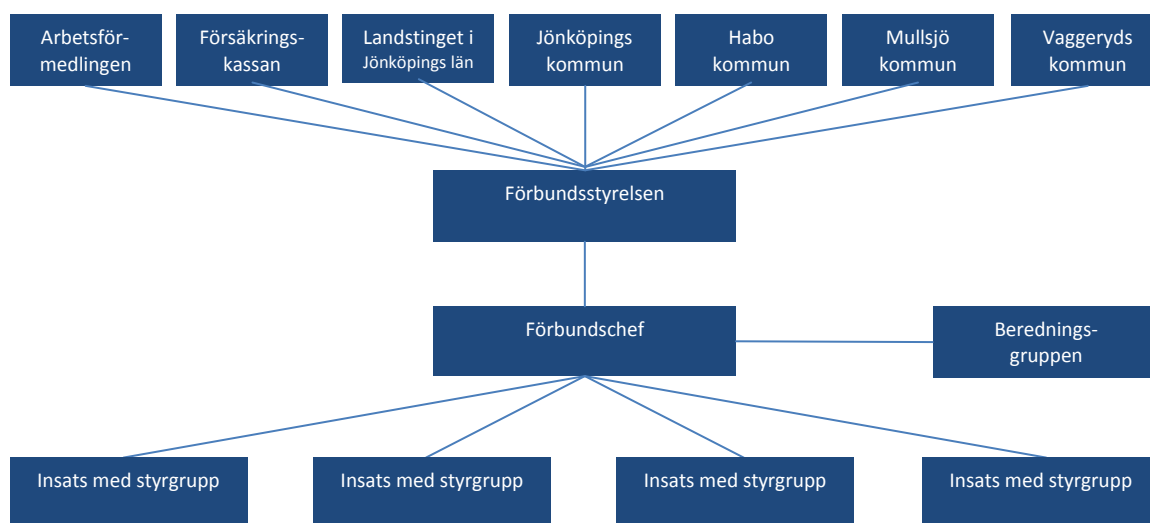 Arbetsför-
medlingen
Försäkrings-
kassan
Landstinget i
Jönköpings län
Jönköpings
kommun
Habo
kommun
Mullsjö
kommun
Vaggeryds
kommun
Förbundsstyrelsen
Förbundschef
Berednings-
gruppen
Insats med styrgrupp
Insats med styrgrupp
Insats med styrgrupp
Insats med styrgrupp